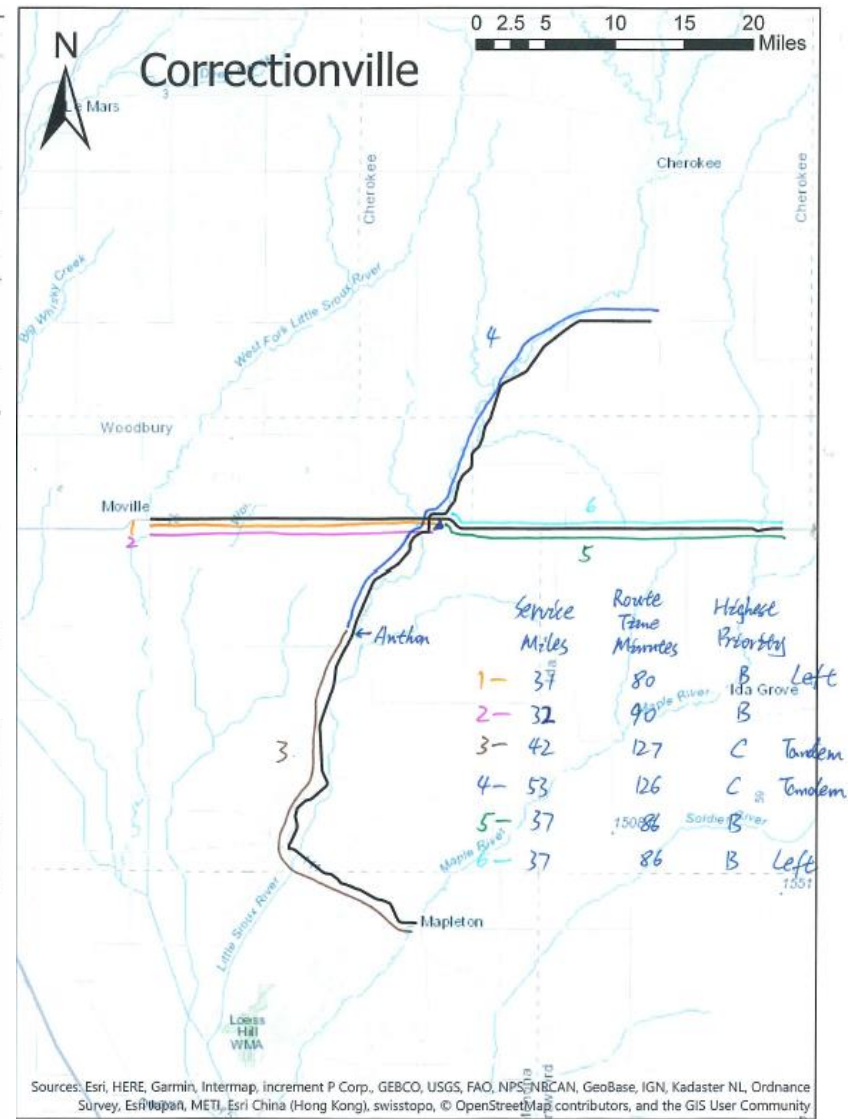 0 2.5 5 10 15 20
Miles
N
Correctionville
Le Mars
3
Cherokee
Cherokee
Cherokee
Big Whisky Creek
West Fork Little Sioux River
4
Woodbury
Moville
1
2
6
5
Anthon
Service Miles
Route Time Minutes
Highest Priority
1- 37 80 B Left
Ida Grove
Maple River
2- 32 90 B
3- 42 127 C Tandem
3
4- 53 126 C Tandem
59
5- 37 86 B
Soldier River
6- 37 86 B Left
1551
Maple River
Little Sioux River
Mapleton
Loess
Hill
WMA
Sources: Esri, HERE, Garmin, Intermap, increment P Corp., GEBCO, USGS, FAO, NPS, NRCAN, GeoBase, IGN, Kadaster NL, Ordnance
Survey, Esri Japan, METI, Esri China (Hong Kong), swisstopo, © OpenStreetMap contributors, and the GIS User Community